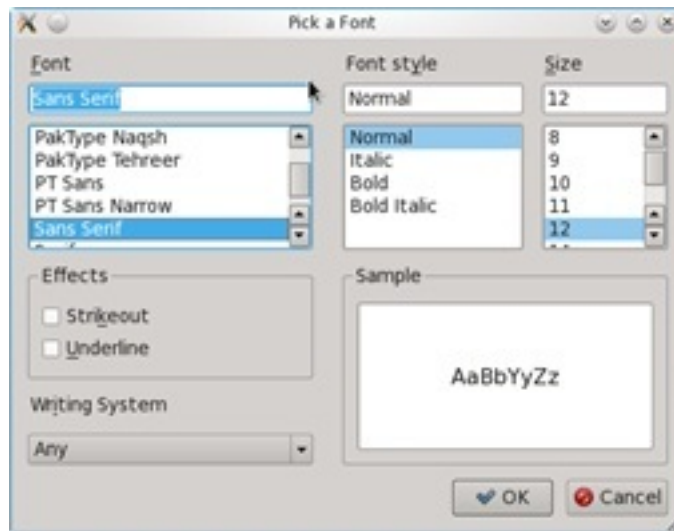 Pick a Font
Font
Font style
Size
Sans Serif
Normal
12
PakType Naqsh
PakType Tehreer
PT Sans
PT Sans Narrow
Sans Serif
Normal
Italic
Bold
Bold Italic
8
9
10
11
12
Effects
Strikeout
Underline
Sample
AaBbYyZz
Writing System
Any
OK
Cancel